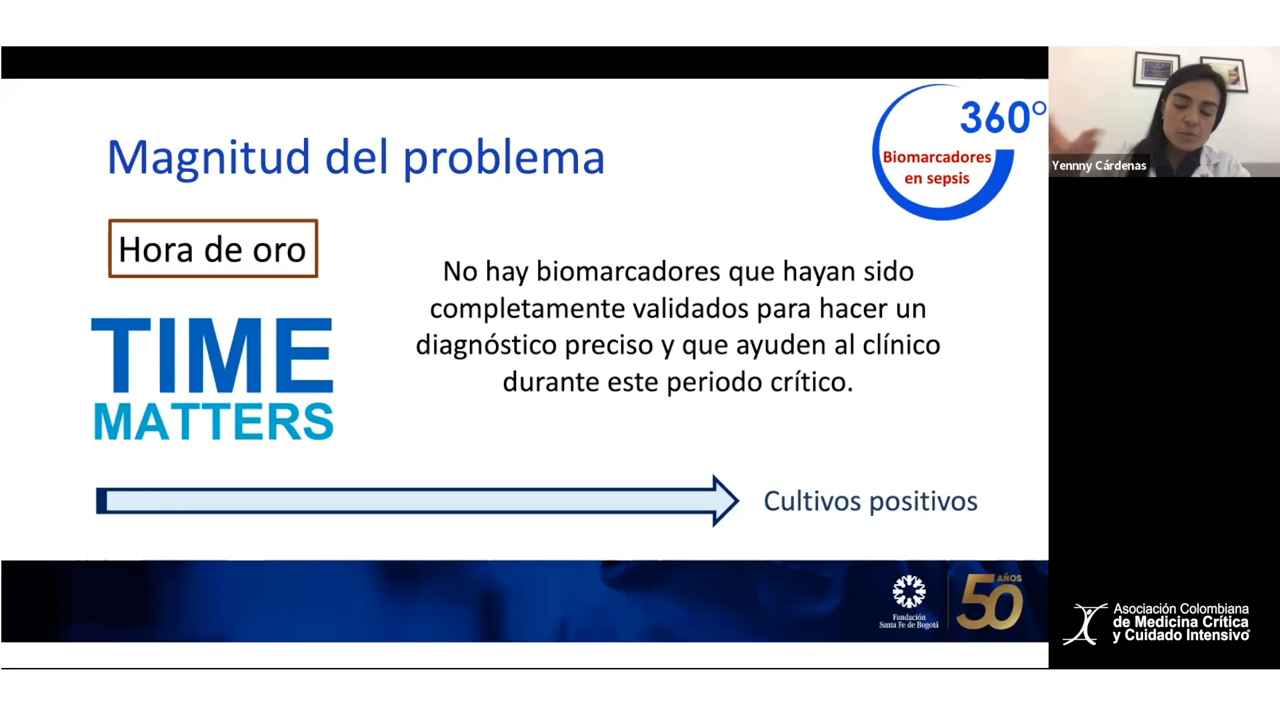 Magnitud del problema
360°
Biomarcadores
en sepsis
Hora de oro
TIME
MATTERS
No hay biomarcadores que hayan sido
completamente validados para hacer un
diagnóstico preciso y que ayuden al clínico
durante este periodo crítico.
Cultivos positivos
Fundación
Santa Fe de Bogotá
50
AÑOS
Yennny Cárdenas
Asociación Colombiana
de Medicina Crítica
y Cuidado Intensivo